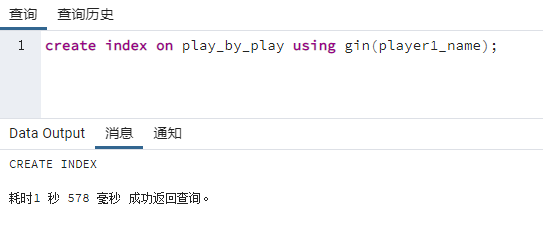 查询 查询历史
1 create index on play_by_play using gin(player1_name);
Data Output 消息 通知
CREATE INDEX
耗时1 秒 578 毫秒 成功返回查询。